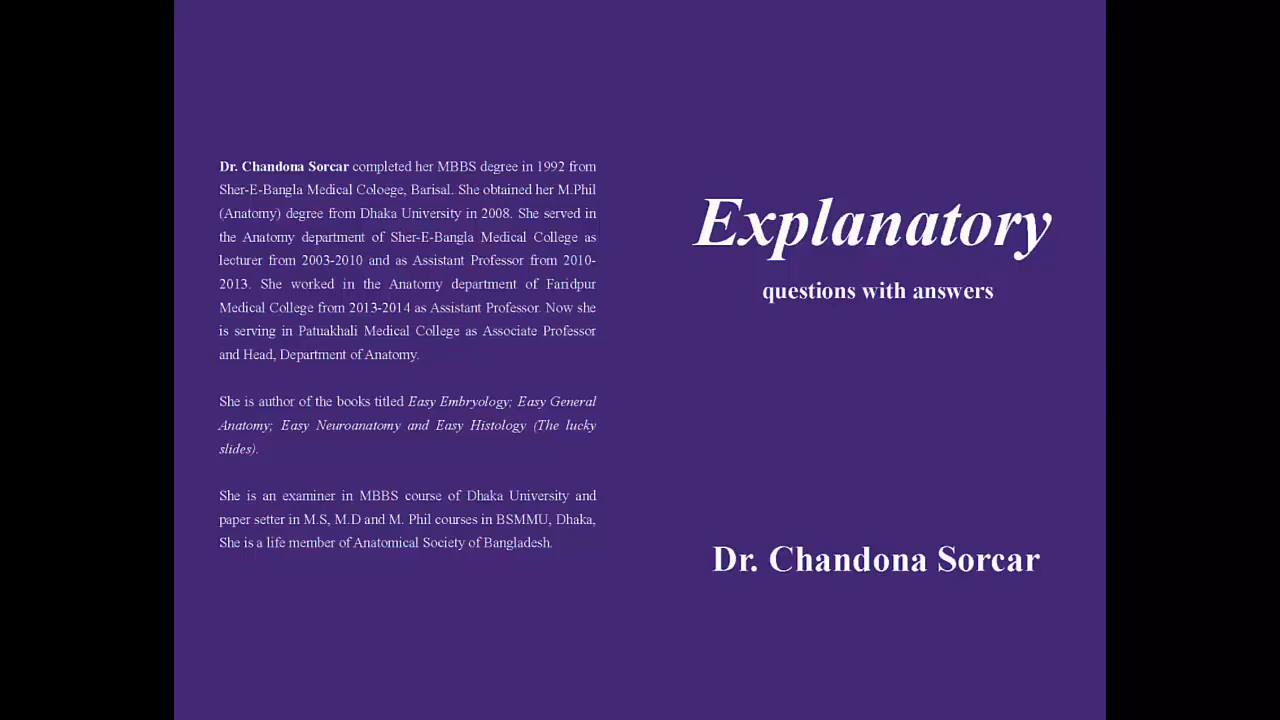 Dr. Chandona Sorcar completed her MBBS degree in 1992 from
Sher-E-Bangla Medical Coloege, Barisal. She obtained her M.Phil
(Anatomy) degree from Dhaka University in 2008. She served in
the Anatomy department of Sher-E-Bangla Medical College as
lecturer from 2003-2010 and as Assistant Professor from 2010-
2013. She worked in the Anatomy department of Faridpur
Medical College from 2013-2014 as Assistant Professor. Now she
is serving in Patuakhali Medical College as Associate Professor
and Head, Department of Anatomy.
She is author of the books titled Easy Embryology; Easy General
Anatomy; Easy Neuroanatomy and Easy Histology (The lucky
slides).
She is an examiner in MBBS course of Dhaka University and
paper setter in M.S, M.D and M. Phil courses in BSMMU, Dhaka,
She is a life member of Anatomical Society of Bangladesh.
Explanatory
questions with answers
Dr. Chandona Sorcar